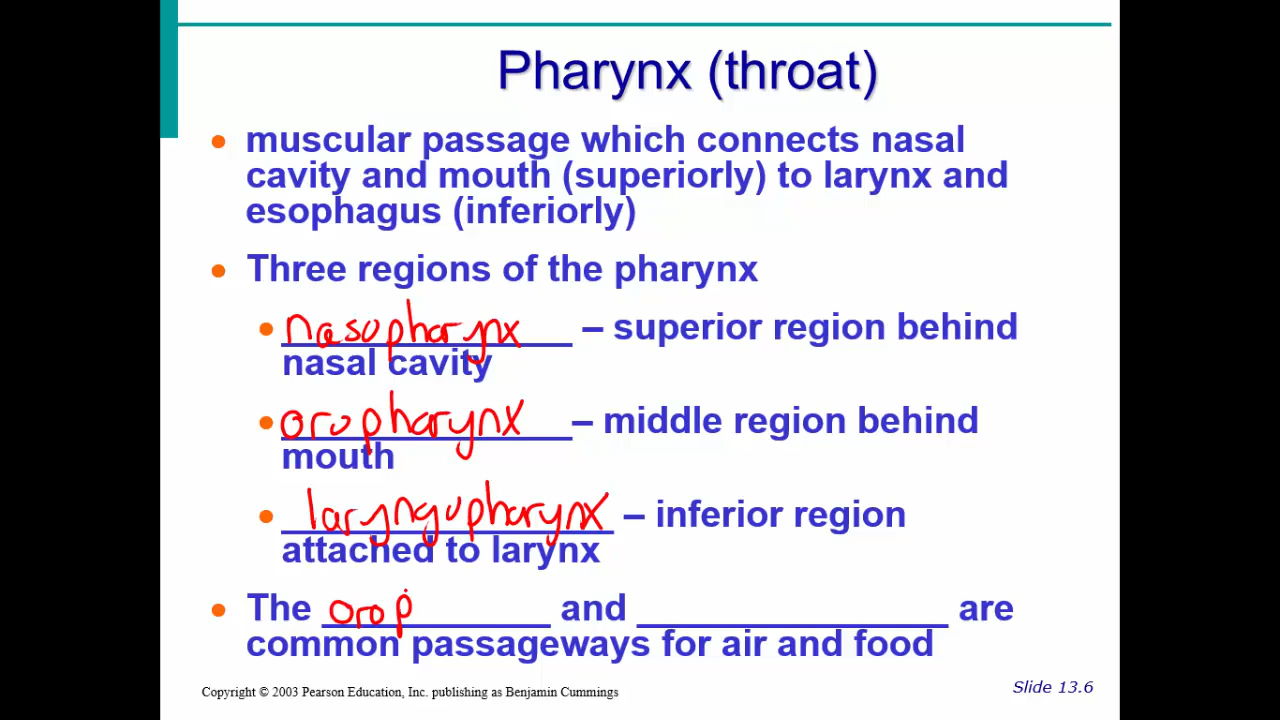 Pharynx (throat)
• muscular passage which connects nasal
cavity and mouth (superiorly) to larynx and
esophagus (inferiorly)
• Three regions of the pharynx
• nasopharynx – superior region behind
nasal cavity
• oropharynx – middle region behind
mouth
• laryngopharynx – inferior region
attached to larynx
• The orop and ____ are
common passageways for air and food
Copyright © 2003 Pearson Education, Inc. publishing as Benjamin Cummings
Slide 13.6